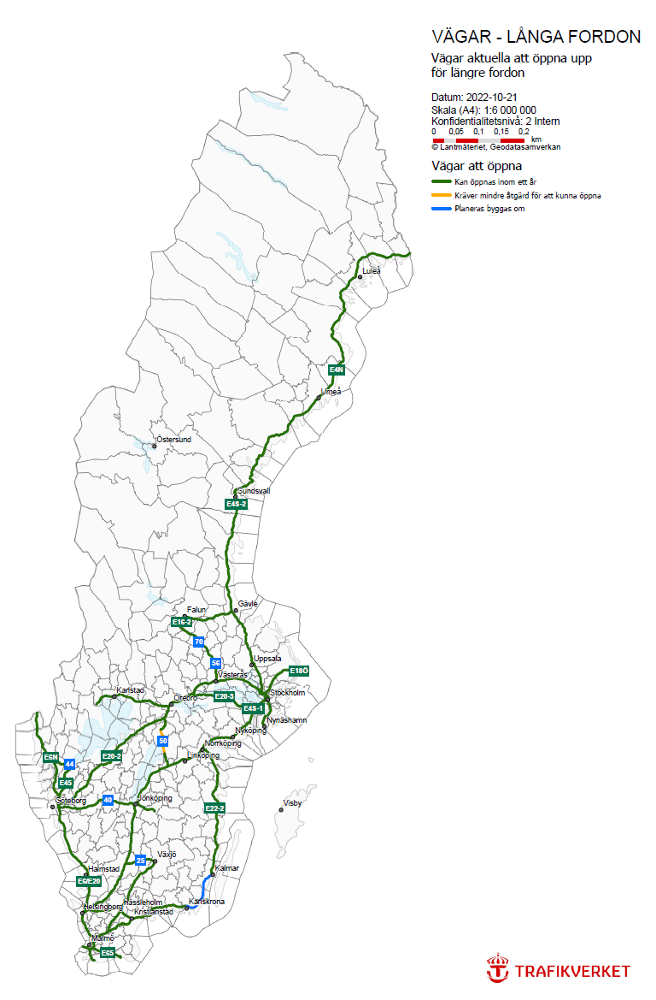 VÄGAR - LÅNGA FORDON
Vägar aktuella att öppna upp
för längre fordon
Datum: 2022-10-21
Skala (A4): 1:6 000 000
Konfidentialitetsnivå: 2 Intern
0 0,05 0,1 0,15 0,2
km
© Lantmäteriet, Geodatasamverkan
Vägar att öppna
Kan öppnas inom ett år
Kräver mindre åtgärd för att kunna öppna
Planeras byggas om
Luleå
E4N
Umeå
Östersund
Sundsvall
E4S-2
Gävle
Falun
E16-2
70
Uppsala
56
E18O
Västerås
Karlstad
Stockholm
Örebro
E20-3
E4S-1
Nynäshamn
Nyköping
50
Norrköping
E6N
E20-2
Linköping
44
E45
Göteborg
40
Jönköping
E22-2
Visby
Växjö
25
Halmstad
Kalmar
E6/E20
Hässleholm
Karlskrona
Helsingborg
Kristianstad
Malmö
E65
TRAFIKVERKET